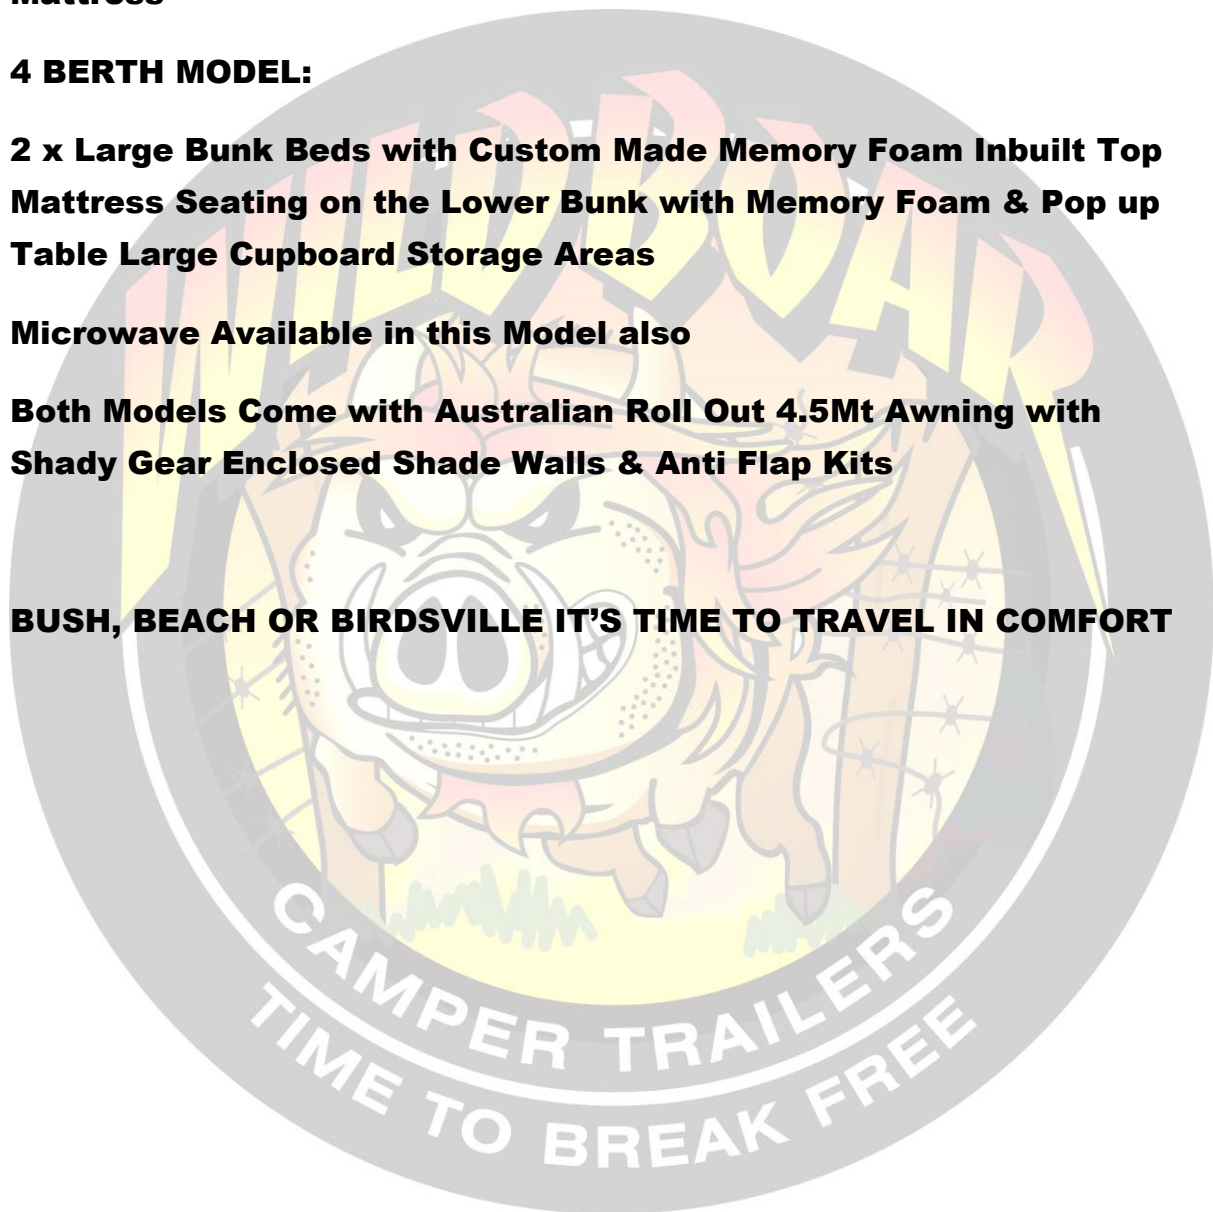 Mattress
4 BERTH MODEL:
2 x Large Bunk Beds with Custom Made Memory Foam Inbuilt Top
Mattress Seating on the Lower Bunk with Memory Foam & Pop up
Table Large Cupboard Storage Areas
Microwave Available in this Model also
Both Models Come with Australian Roll Out 4.5Mt Awning with
Shady Gear Enclosed Shade Walls & Anti Flap Kits
BUSH, BEACH OR BIRDSVILLE IT’S TIME TO TRAVEL IN COMFORT
WILDBOAR
CAMPER TRAILERS
TIME TO BREAK FREE